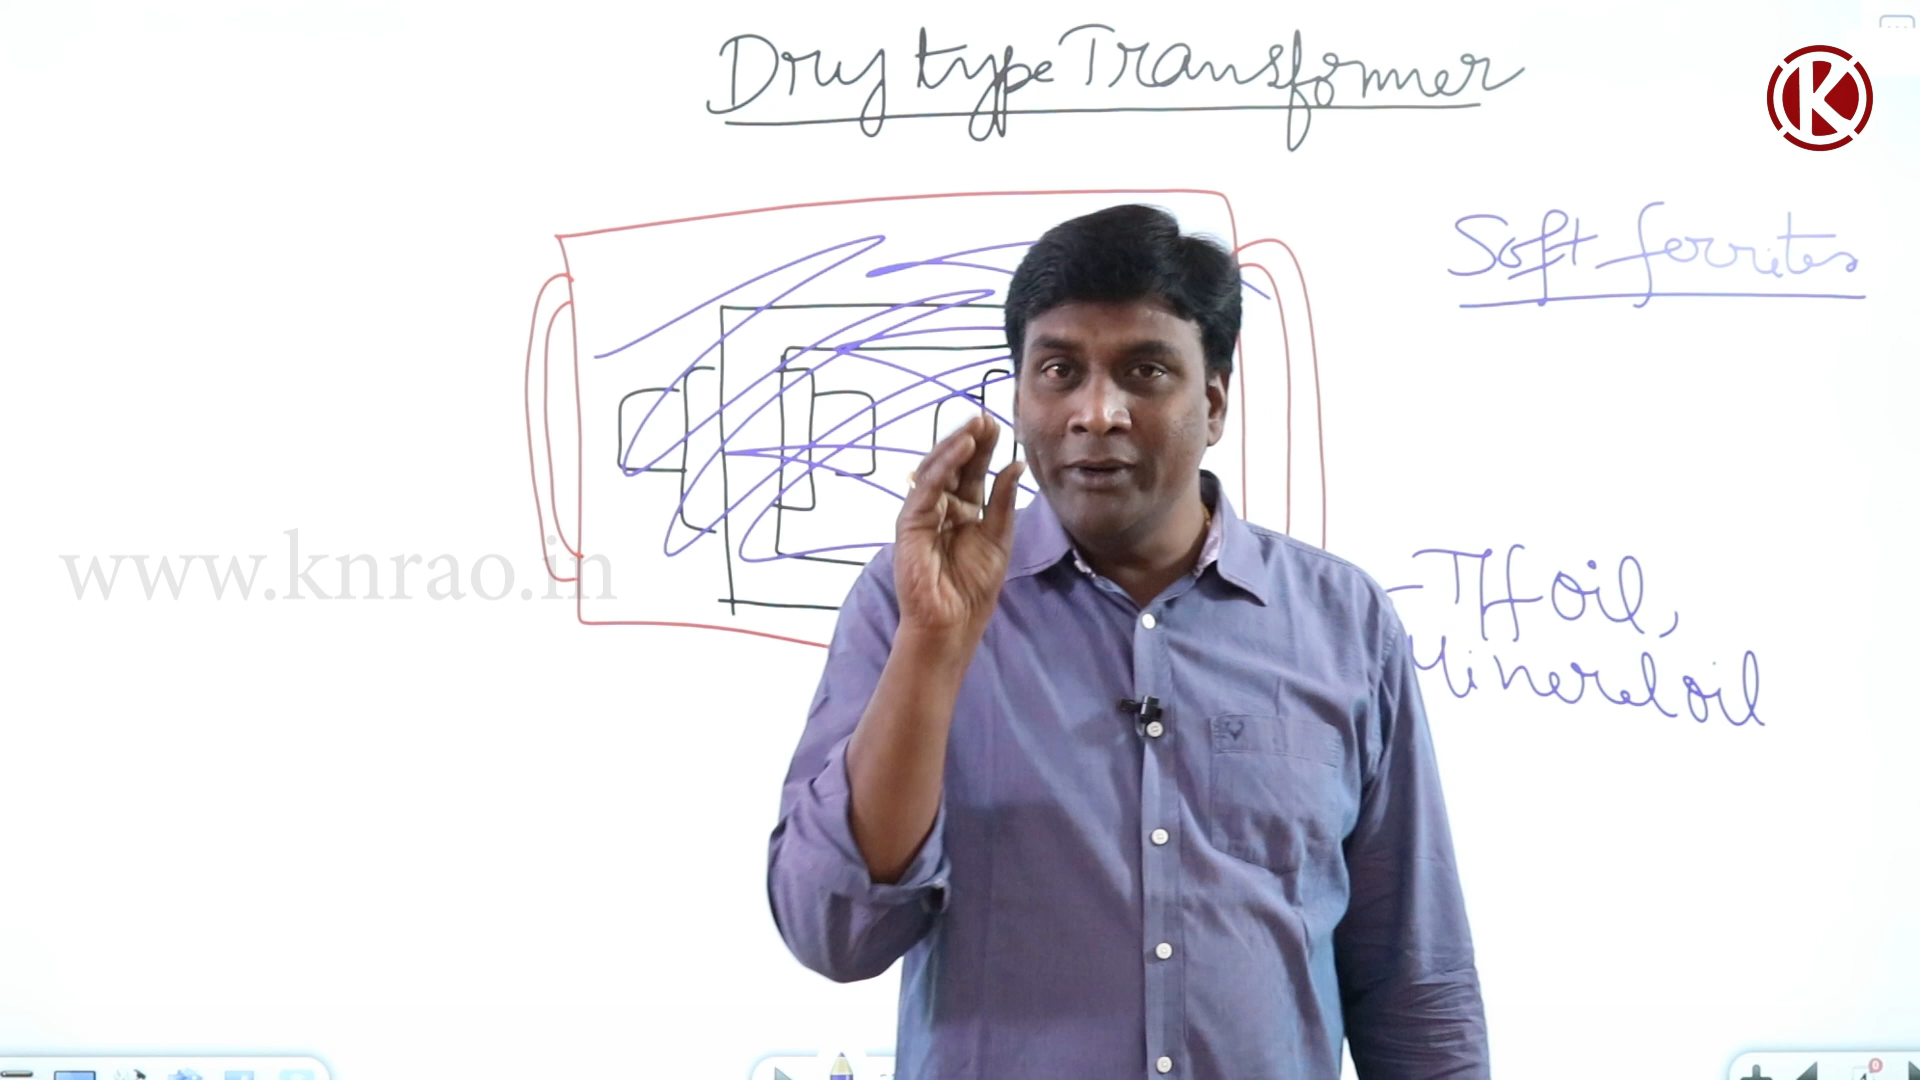 Dry type Transformer
K
Soft ferrites
www.knrao.in
- Tf oil,
Mineral oil